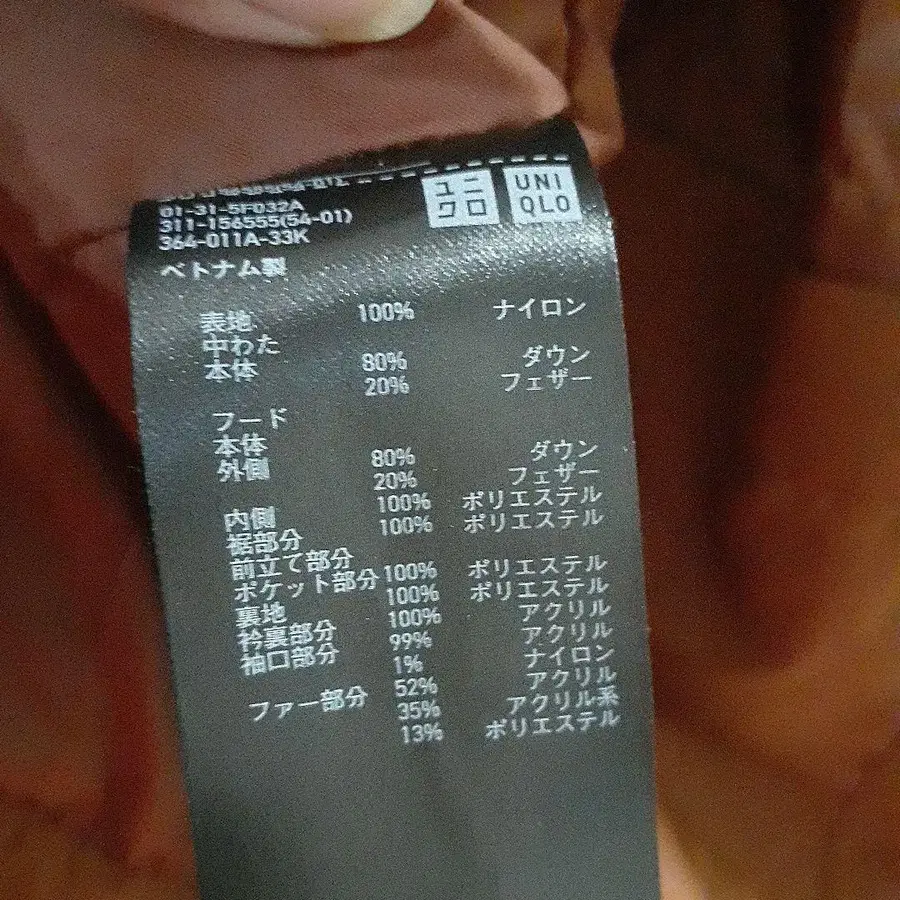 01-31-5F032A
311-156555(54-01)
364-011A-33K
ユニ
クロ
UNI
QLO
ベトナム製
表地 100% ナイロン
中わた
本体 80% ダウン
20% フェザー
フード
本体
外側 80% ダウン
20% フェザー
内側 100% ポリエステル
裾部分 100% ポリエステル
前立て部分
ポケット部分 100% ポリエステル
裏地 100% ポリエステル
衿裏部分 100% アクリル
袖口部分 99% アクリル
1% ナイロン
ファー部分 52% アクリル
35% アクリル系
13% ポリエステル